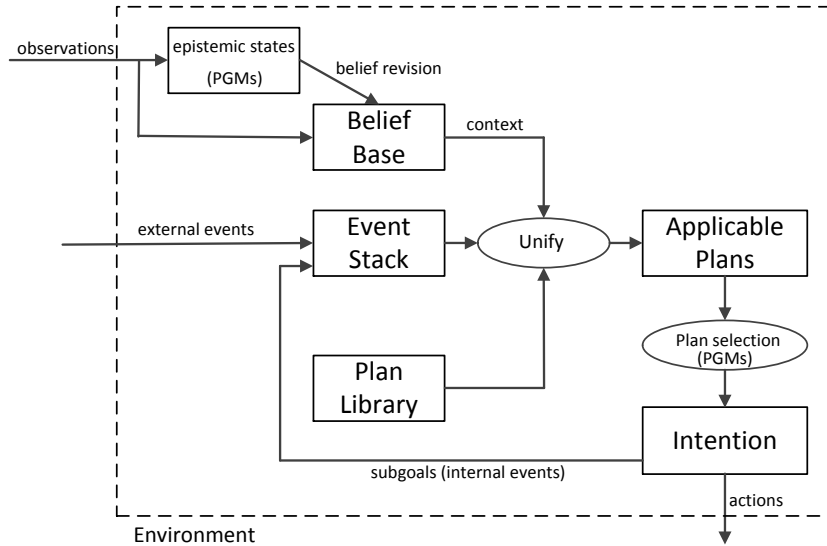 observations
epistemic states
(PGMs)
belief revision
Belief
Base
context
external events
Event
Stack
Unify
Applicable
Plans
Plan selection
(PGMs)
Plan
Library
Intention
subgoals (internal events)
actions
Environment